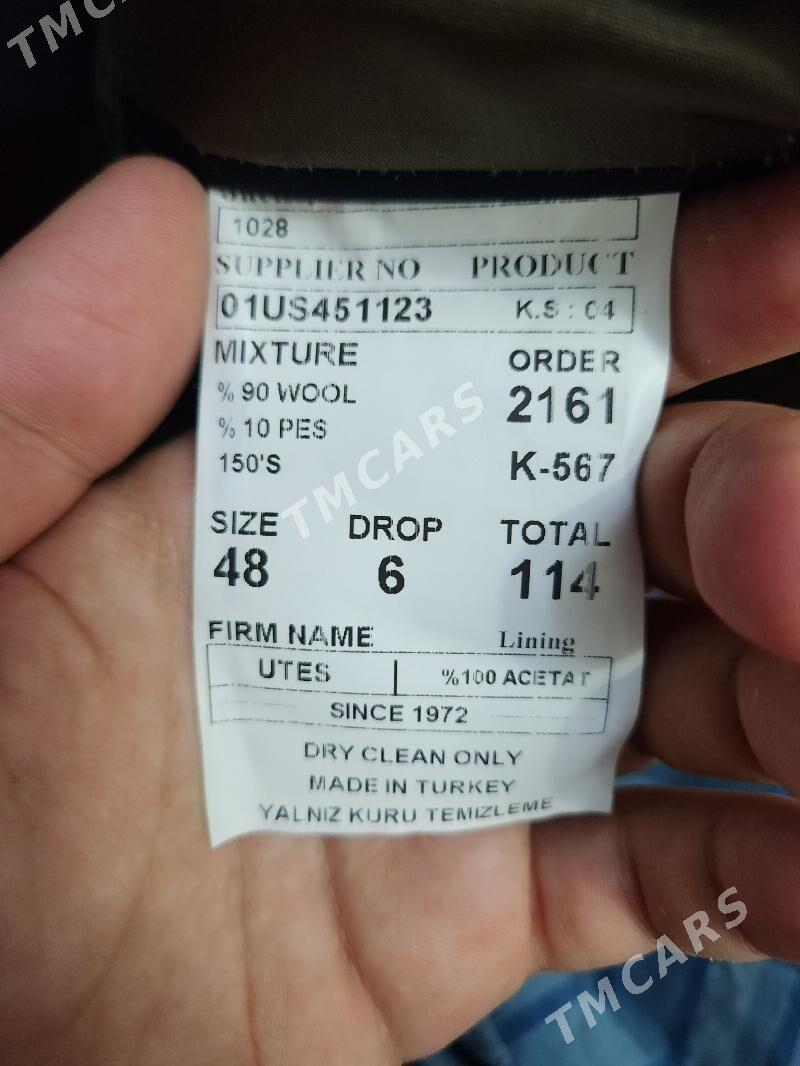 TMCARS
1028
SUPPLIER NO PRODUCT
01US451123 K.S : 04
MIXTURE ORDER
% 90 WOOL 2161
% 10 PES
150'S K-567
TMCARS
SIZE DROP TOTAL
48 6 114
FIRM NAME: Lining
UTES %100 ACETAT
SINCE 1972
DRY CLEAN ONLY
MADE IN TURKEY
YALNIZ KURU TEMIZLEME
TMCARS